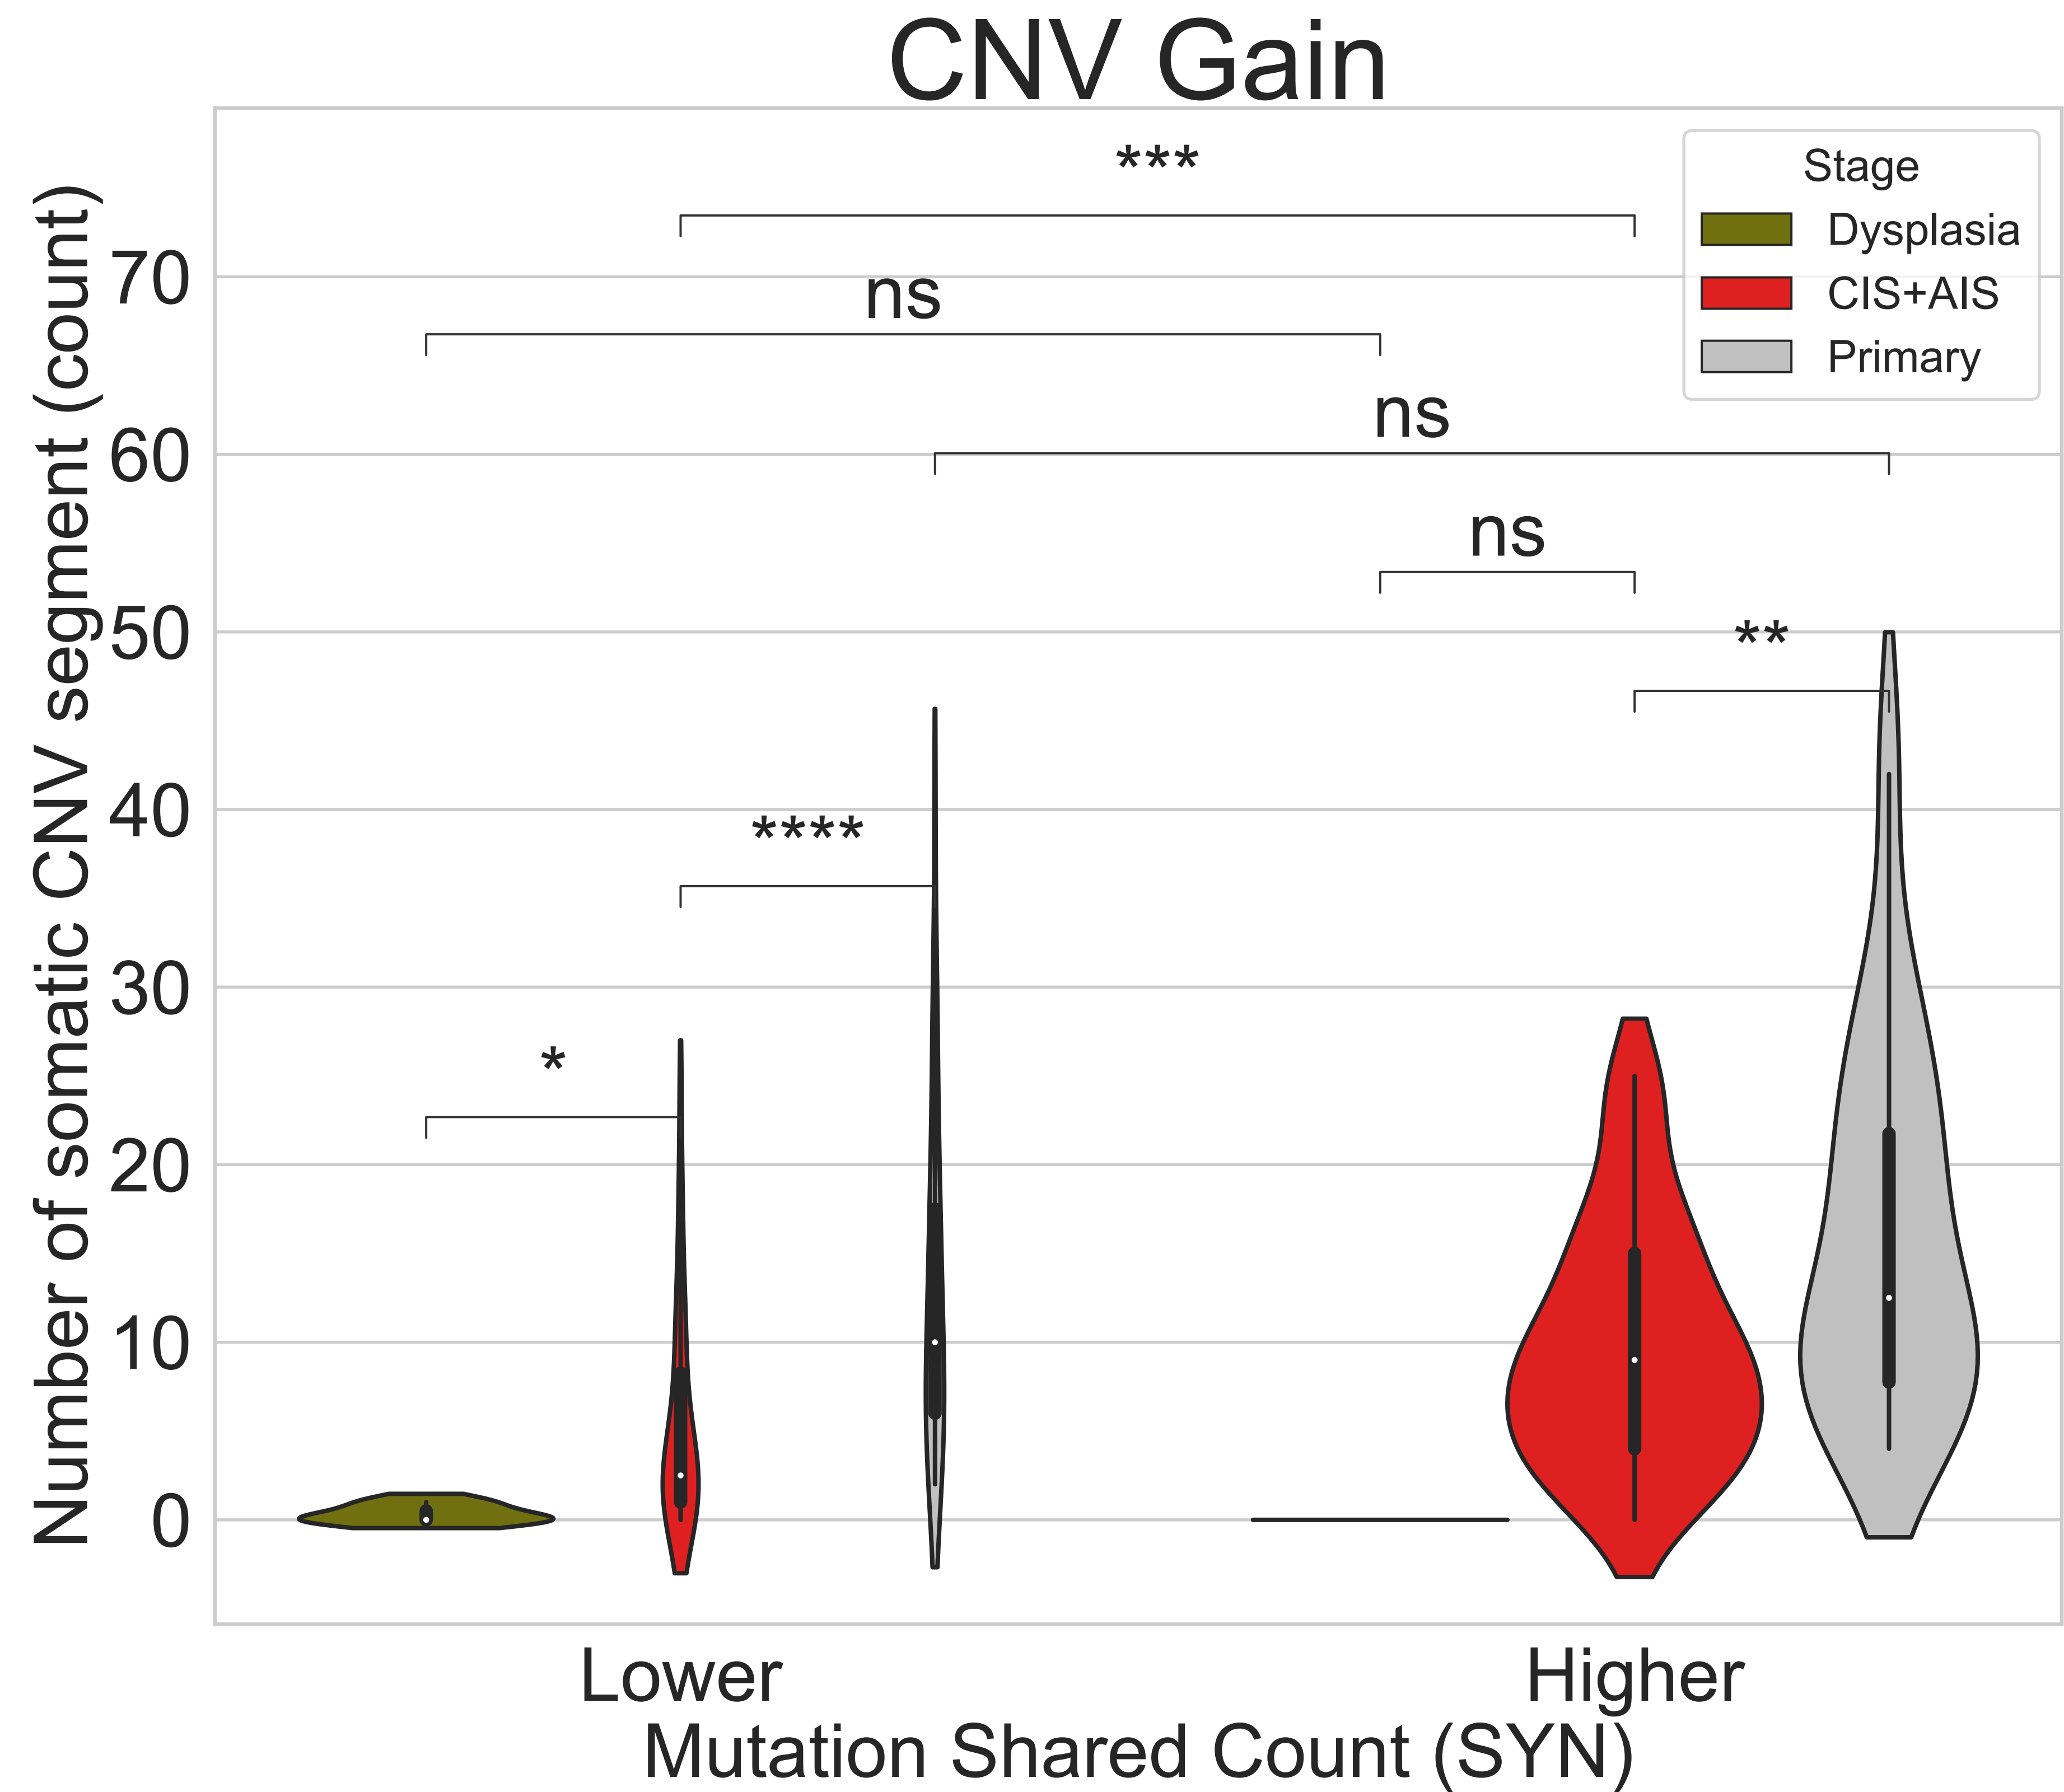 CNV Gain
Number of somatic CNV segment (count)
70
60
50
40
30
20
10
0
***
ns
ns
ns
**
****
*
Stage
Dysplasia
CIS+AIS
Primary
Lower
Higher
Mutation Shared Count (SYN)